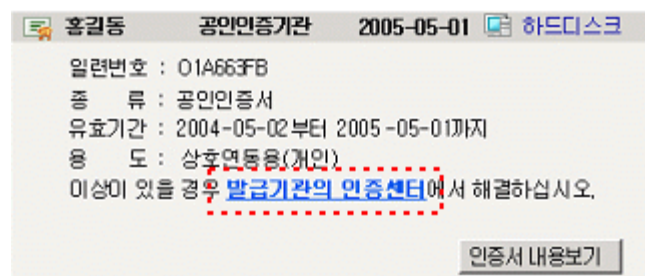 홍길동 공인인증기관 2005-05-01 하드디스크
일련번호 : 01A663FB
종 류 : 공인인증서
유효기간 : 2004-05-02부터 2005-05-01까지
용 도 : 상호연동용(개인)
이상이 있을 경우 발급기관의 인증센터에서 해결하십시오.
인증서 내용보기